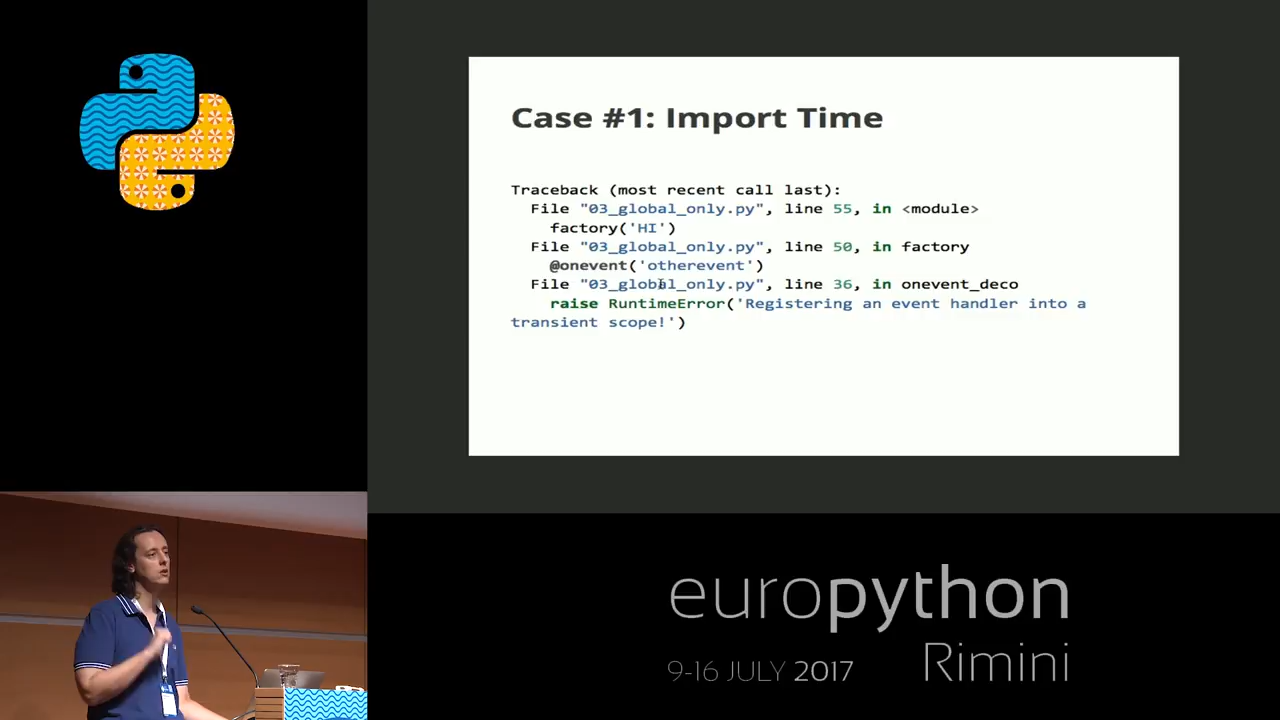 Case #1: Import Time
Traceback (most recent call last):
File "03_global_only.py", line 55, in <module>
factory('HI')
File "03_global_only.py", line 50, in factory
@onevent('otherevent')
File "03_global_only.py", line 36, in onevent_deco
raise RuntimeError('Registering an event handler into a
transient scope!')
europython
9-16 JULY 2017
Rimini